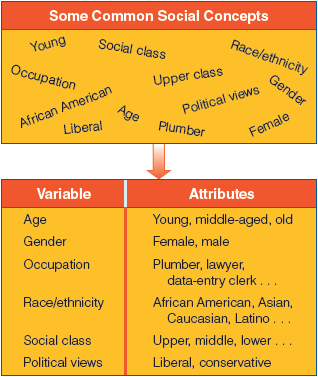 Some Common Social Concepts
Young
Social class
Race/ethnicity
Occupation
Upper class
Gender
African American
Age
Political views
Liberal
Plumber
Female
Variable Attributes
Age Young, middle-aged, old
Gender Female, male
Occupation Plumber, lawyer,
data-entry clerk . . .
Race/ethnicity African American, Asian,
Caucasian, Latino . . .
Social class Upper, middle, lower . . .
Political views Liberal, conservative